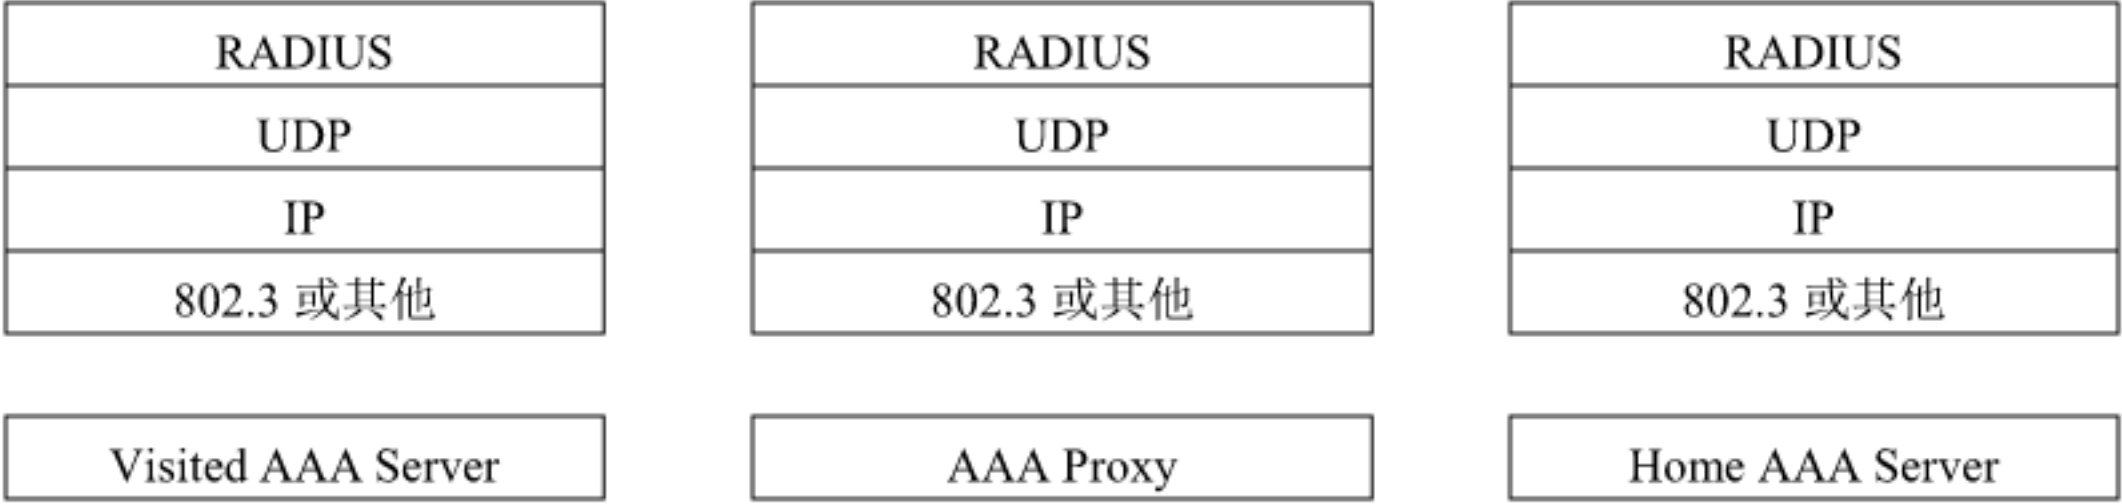 RADIUS
RADIUS
RADIUS
UDP
UDP
UDP
IP
IP
IP
802.3 或其他
802.3 或其他
802.3 或其他
Visited AAA Server
AAA Proxy
Home AAA Server